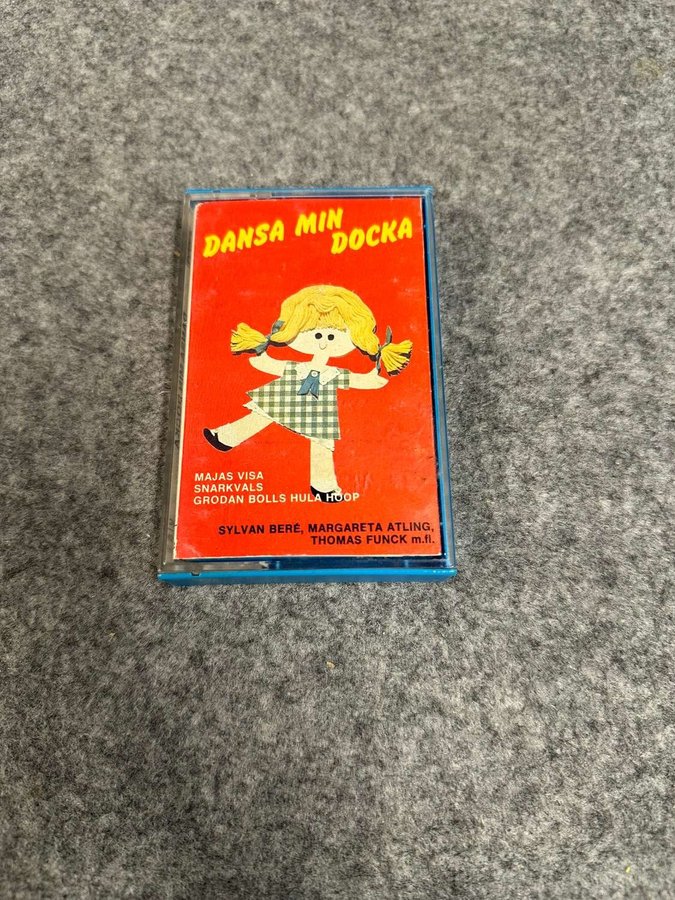 DANSA MIN
DOCKA
MAJAS VISA
SNARKVALS
GRODAN BOLLS HULA HOOP
SYLVAN BERÉ, MARGARETA ATLING,
THOMAS FUNCK m.fl.